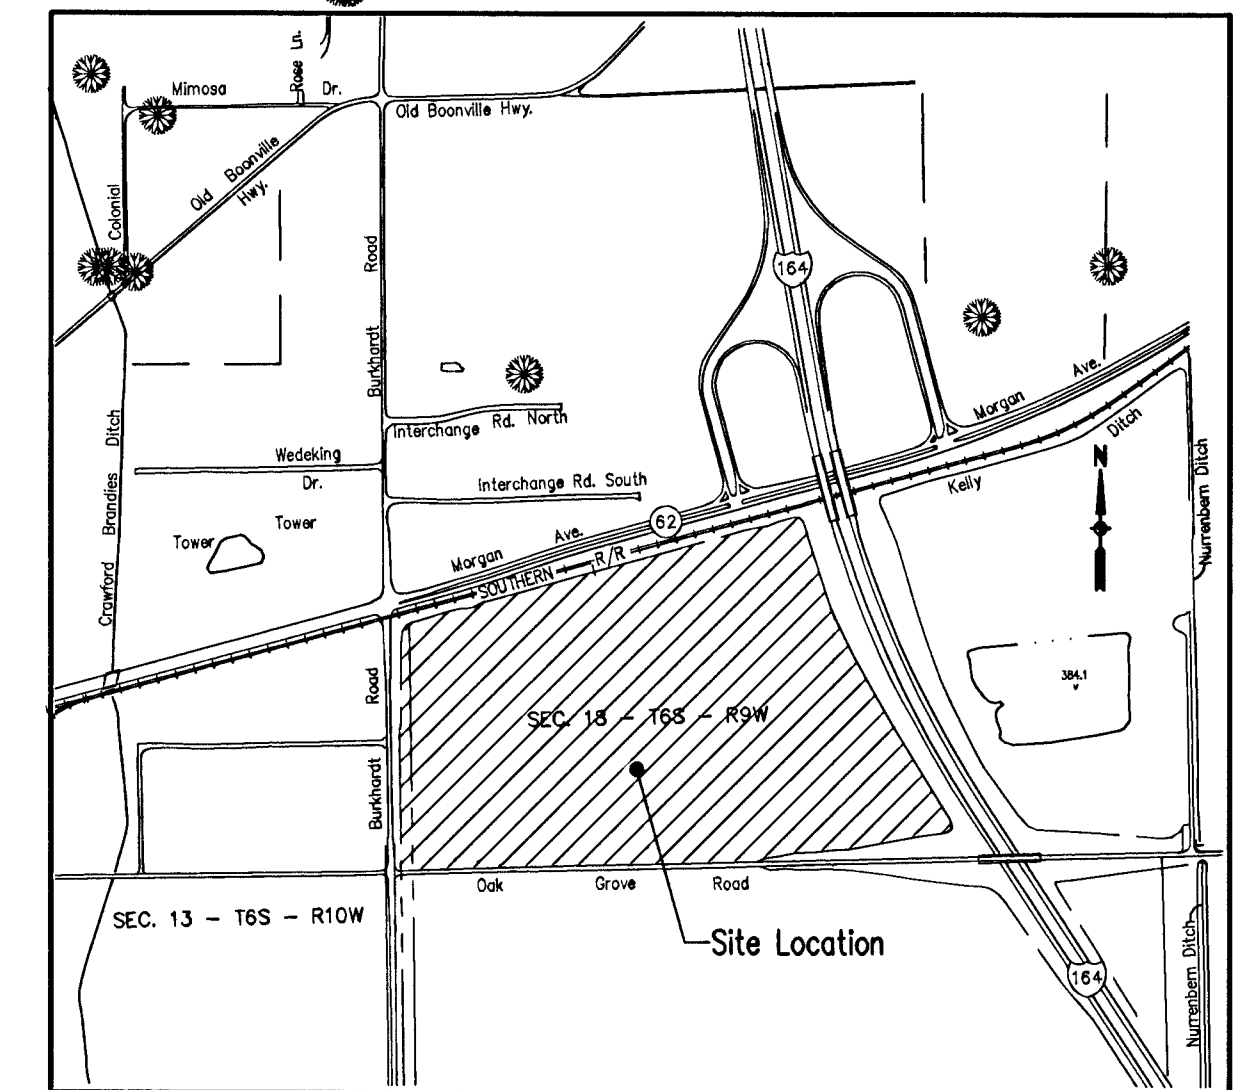 Rose Ln.
Mimosa Dr.
Old Boonville Hwy.
Old Boonville
Hwy.
Colonial
Burkhardt Road
164
Morgan Ave.
Kelly Ditch
N
Nurrenbern Ditch
Interchange Rd. North
Wedeking
Dr.
Interchange Rd. South
Crawford Brandies Ditch
Tower
Tower
62
Morgan Ave.
SOUTHERN R/R
384.1
SEC. 18 - T6S - R9W
Burkhardt Road
Oak Grove Road
SEC. 13 - T6S - R10W
Site Location
164
Nurrenbern Ditch